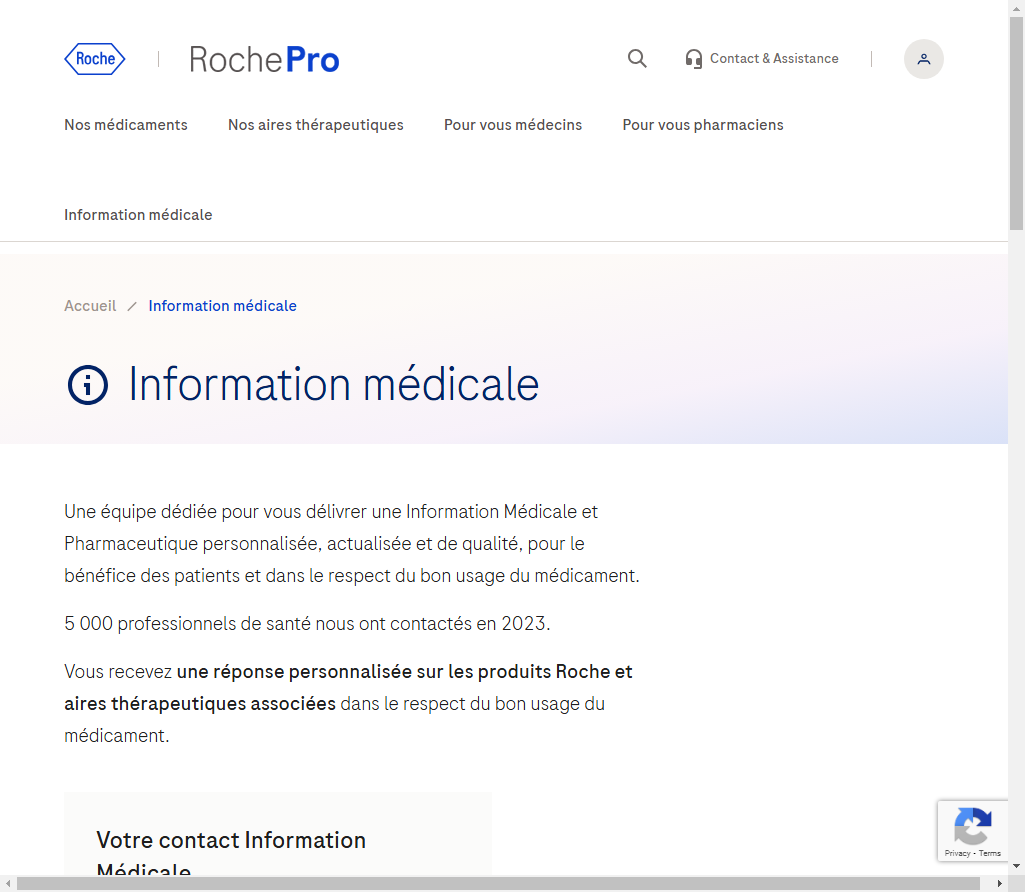 Roche
RochePro
Contact & Assistance
Nos médicaments
Nos aires thérapeutiques
Pour vous médecins
Pour vous pharmaciens
Information médicale
Accueil / Information médicale
Information médicale
Une équipe dédiée pour vous délivrer une Information Médicale et
Pharmaceutique personnalisée, actualisée et de qualité, pour le
bénéfice des patients et dans le respect du bon usage du médicament.
5 000 professionnels de santé nous ont contactés en 2023.
Vous recevez une réponse personnalisée sur les produits Roche et
aires thérapeutiques associées dans le respect du bon usage du
médicament.
Votre contact Information
Médicale
Privacy - Terms